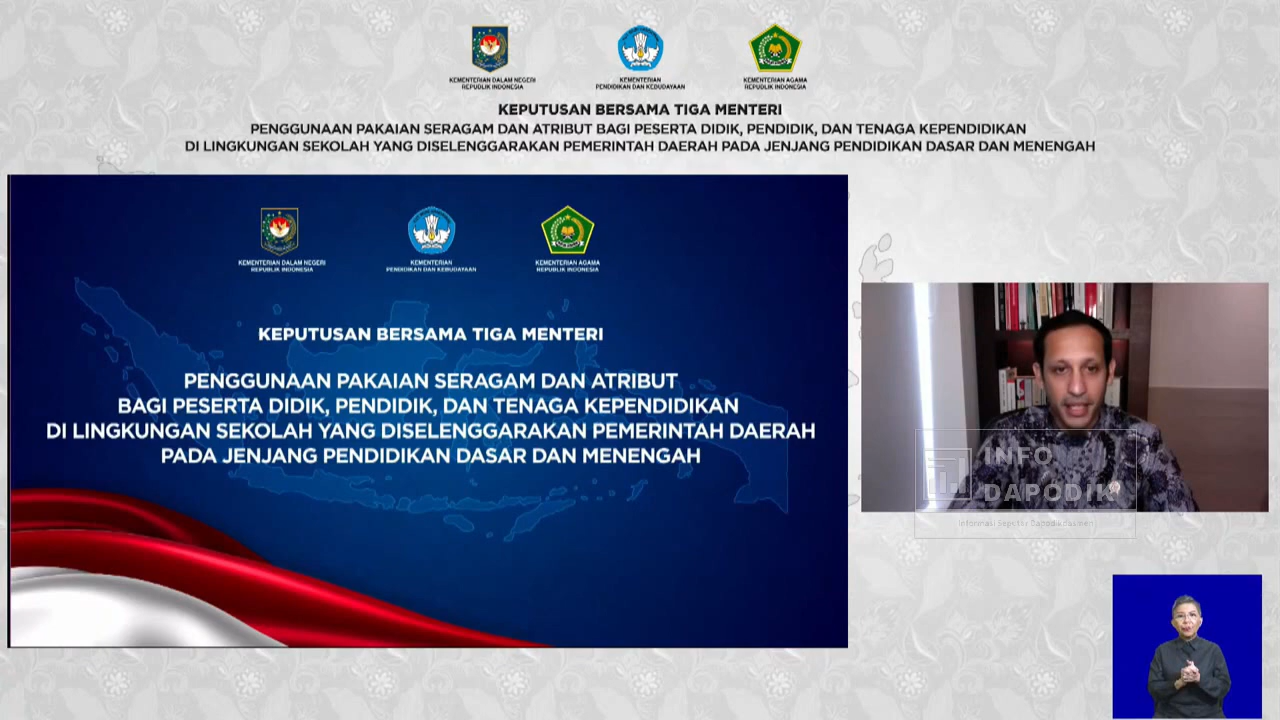 KEMENTERIAN DALAM NEGERI
REPUBLIK INDONESIA
KEMENTERIAN
PENDIDIKAN DAN KEBUDAYAAN
KEMENTERIAN AGAMA
REPUBLIK INDONESIA
KEPUTUSAN BERSAMA TIGA MENTERI
PENGGUNAAN PAKAIAN SERAGAM DAN ATRIBUT BAGI PESERTA DIDIK, PENDIDIK, DAN TENAGA KEPENDIDIKAN
DI LINGKUNGAN SEKOLAH YANG DISELENGGARAKAN PEMERINTAH DAERAH PADA JENJANG PENDIDIKAN DASAR DAN MENENGAH
KEMENTERIAN DALAM NEGERI
REPUBLIK INDONESIA
KEMENTERIAN
PENDIDIKAN DAN KEBUDAYAAN
KEMENTERIAN AGAMA
REPUBLIK INDONESIA
KEPUTUSAN BERSAMA TIGA MENTERI
PENGGUNAAN PAKAIAN SERAGAM DAN ATRIBUT
BAGI PESERTA DIDIK, PENDIDIK, DAN TENAGA KEPENDIDIKAN
DI LINGKUNGAN SEKOLAH YANG DISELENGGARAKAN PEMERINTAH DAERAH
PADA JENJANG PENDIDIKAN DASAR DAN MENENGAH
INFO
DAPODIK
Informasi Seputar Dapodikdasmen